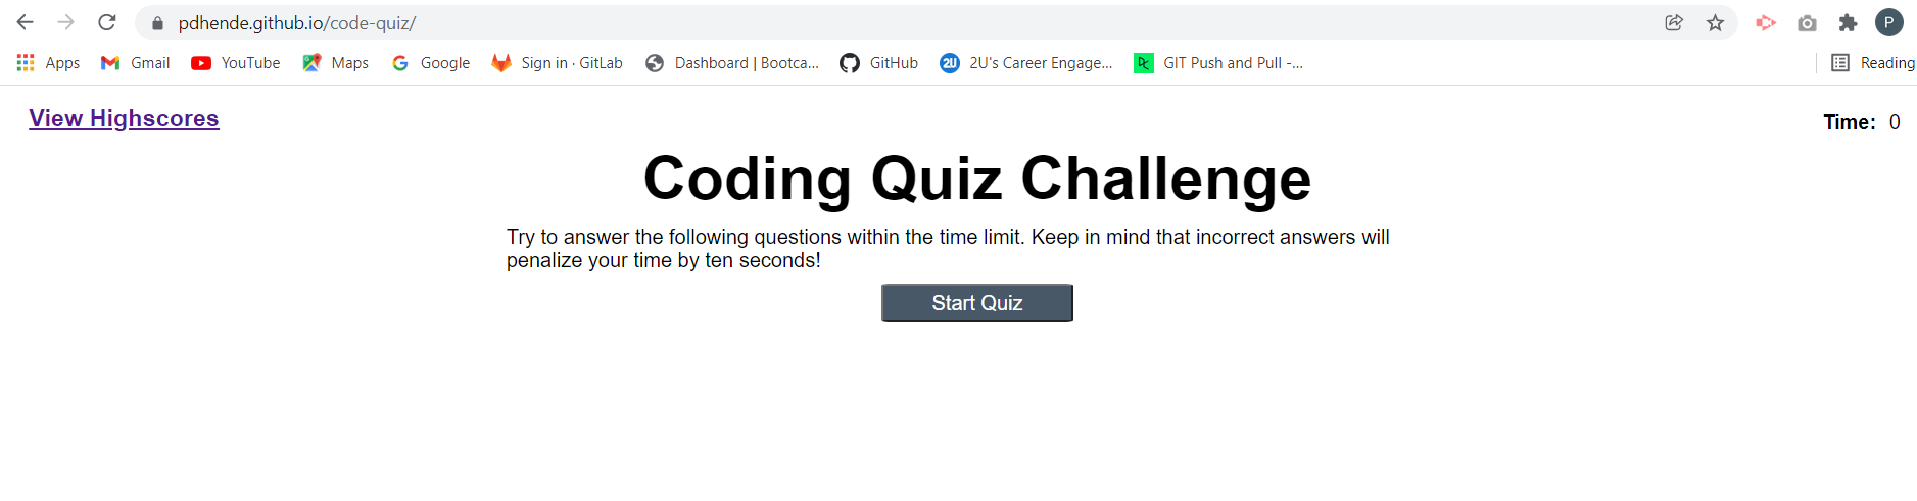 pdhende.github.io/code-quiz/
P
Apps Gmail YouTube Maps Google Sign in · GitLab Dashboard | Bootca... GitHub 2U 2U's Career Engage... DC GIT Push and Pull -... Reading
View Highscores
Time: 0
Coding Quiz Challenge
Try to answer the following questions within the time limit. Keep in mind that incorrect answers will
penalize your time by ten seconds!
Start Quiz